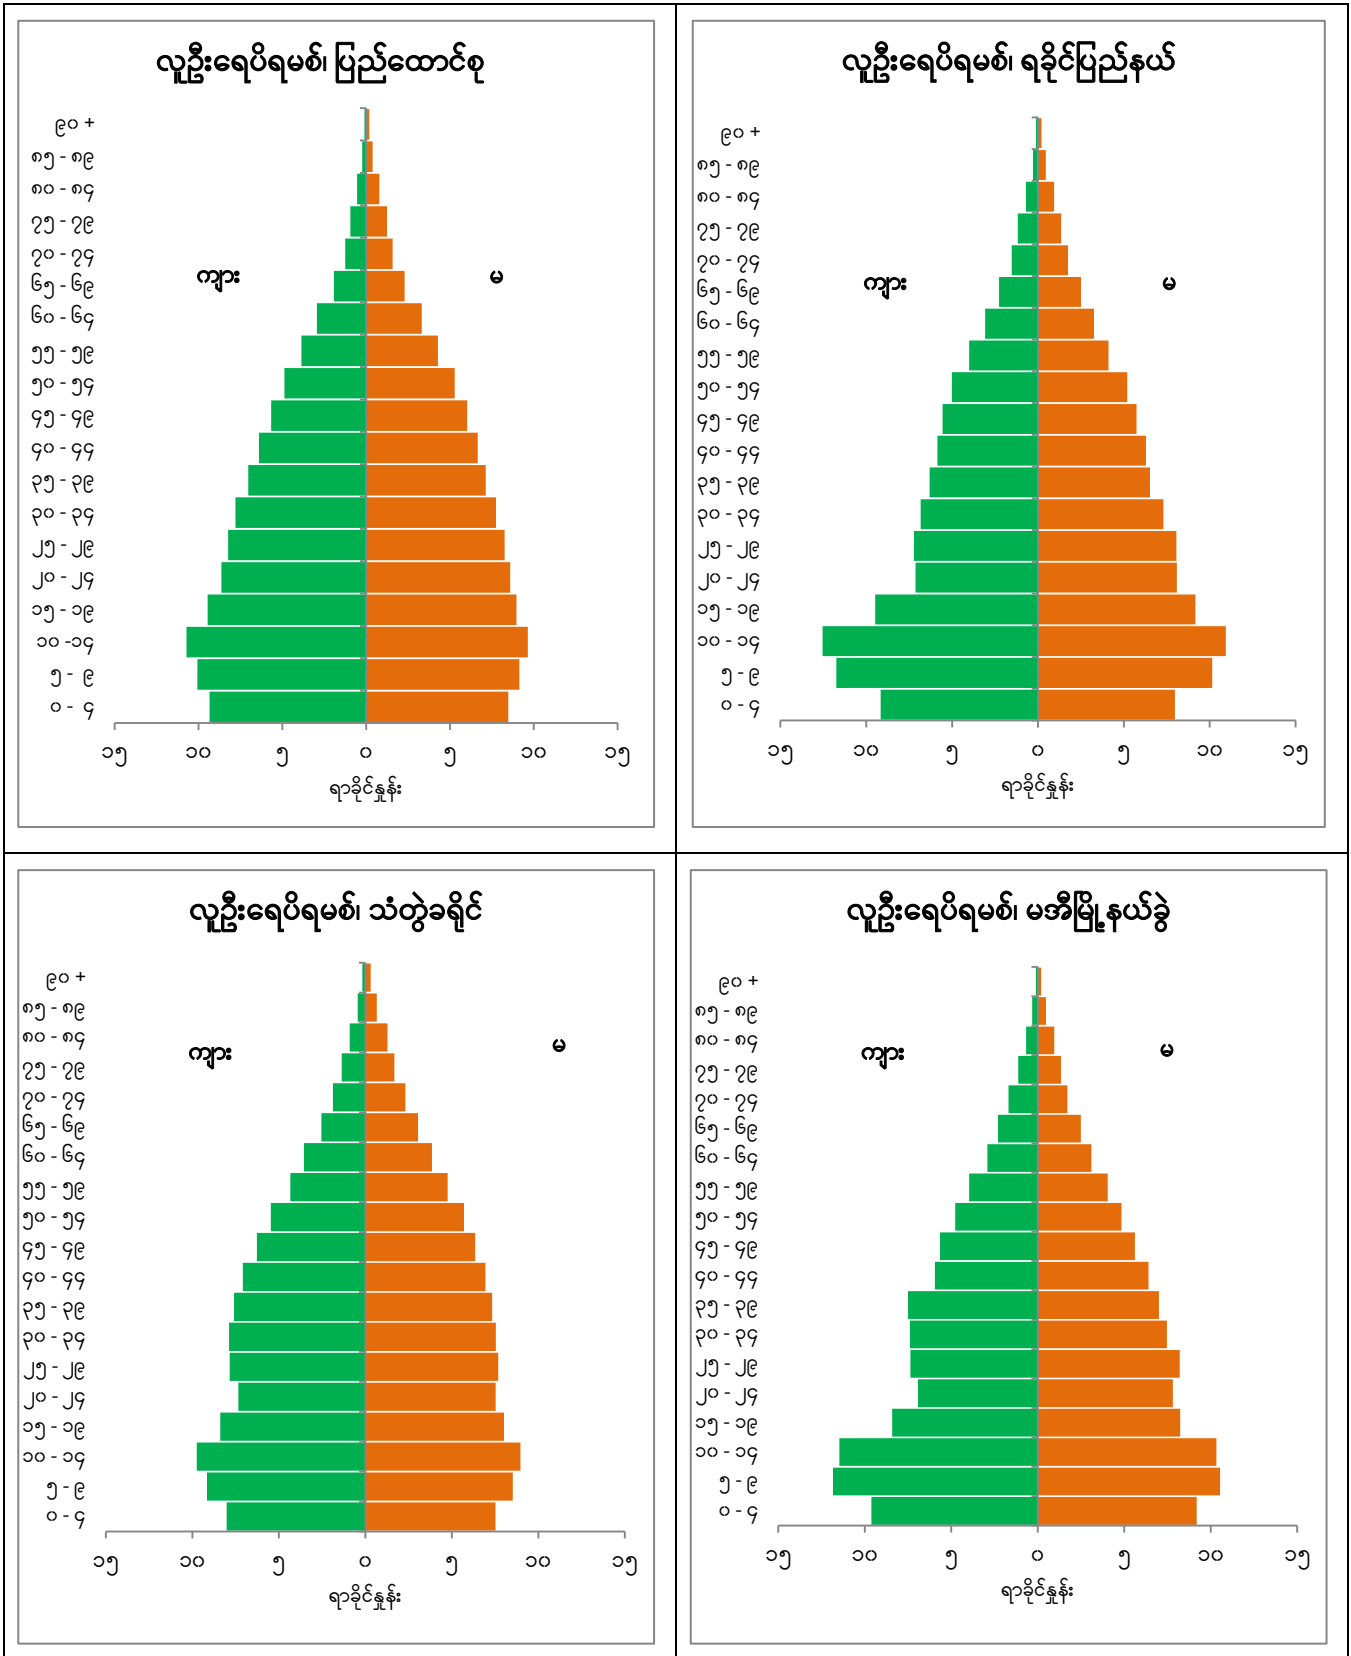 လူဦးရေပိရမစ်၊ ပြည်ထောင်စု
၉၀ +
၈၅ - ၈၉
၈၀ - ၈၄
၇၅ - ၇၉
၇၀ - ၇၄
ကျား မ
၆၅ - ၆၉
၆၀ - ၆၄
၅၅ - ၅၉
၅၀ - ၅၄
၄၅ - ၄၉
၄၀ - ၄၄
၃၅ - ၃၉
၃၀ - ၃၄
၂၅ - ၂၉
၂၀ - ၂၄
၁၅ - ၁၉
၁၀ -၁၄
၅ - ၉
၀ - ၄
၁၅ ၁၀ ၅ ၀ ၅ ၁၀ ၁၅
ရာခိုင်နှုန်း
လူဦးရေပိရမစ်၊ ရခိုင်ပြည်နယ်
၉၀ +
၈၅ - ၈၉
၈၀ - ၈၄
၇၅ - ၇၉
၇၀ - ၇၄
ကျား မ
၆၅ - ၆၉
၆၀ - ၆၄
၅၅ - ၅၉
၅၀ - ၅၄
၄၅ - ၄၉
၄၀ - ၄၄
၃၅ - ၃၉
၃၀ - ၃၄
၂၅ - ၂၉
၂၀ - ၂၄
၁၅ - ၁၉
၁၀ - ၁၄
၅ - ၉
၀ - ၄
၁၅ ၁၀ ၅ ၀ ၅ ၁၀ ၁၅
ရာခိုင်နှုန်း
လူဦးရေပိရမစ်၊ သံတွဲခရိုင်
၉၀ +
၈၅ - ၈၉
၈၀ - ၈၄
ကျား မ
၇၅ - ၇၉
၇၀ - ၇၄
၆၅ - ၆၉
၆၀ - ၆၄
၅၅ - ၅၉
၅၀ - ၅၄
၄၅ - ၄၉
၄၀ - ၄၄
၃၅ - ၃၉
၃၀ - ၃၄
၂၅ - ၂၉
၂၀ - ၂၄
၁၅ - ၁၉
၁၀ - ၁၄
၅ - ၉
၀ - ၄
၁၅ ၁၀ ၅ ၀ ၅ ၁၀ ၁၅
ရာခိုင်နှုန်း
လူဦးရေပိရမစ်၊ မအီမြို့နယ်ခွဲ
၉၀ +
၈၅ - ၈၉
၈၀ - ၈၄
ကျား မ
၇၅ - ၇၉
၇၀ - ၇၄
၆၅ - ၆၉
၆၀ - ၆၄
၅၅ - ၅၉
၅၀ - ၅၄
၄၅ - ၄၉
၄၀ - ၄၄
၃၅ - ၃၉
၃၀ - ၃၄
၂၅ - ၂၉
၂၀ - ၂၄
၁၅ - ၁၉
၁၀ - ၁၄
၅ - ၉
၀ - ၄
၁၅ ၁၀ ၅ ၀ ၅ ၁၀ ၁၅
ရာခိုင်နှုန်း